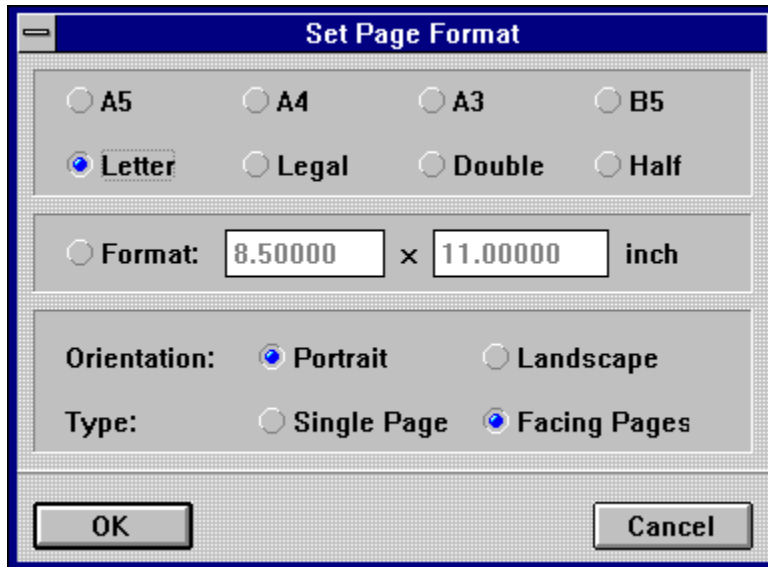 Set Page Format
A5 A4 A3 B5
Letter Legal Double Half
Format: 8.50000 x 11.00000 inch
Orientation: Portrait Landscape
Type: Single Page Facing Pages
OK Cancel